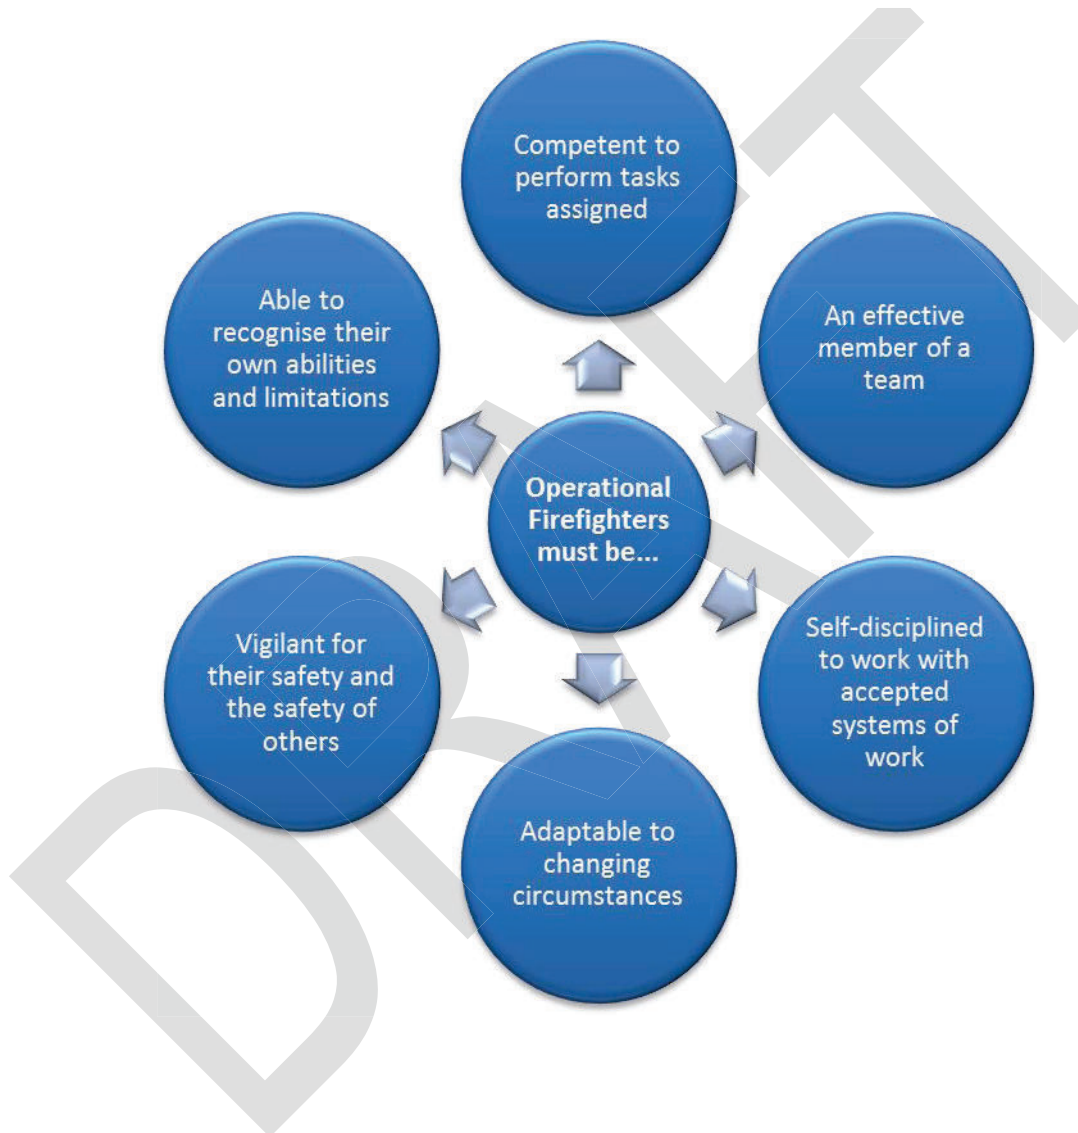 Competent to
perform tasks
assigned
An effective
member of a
team
Self-disciplined
to work with
accepted
systems of
work
Adaptable to
changing
circumstances
Vigilant for
their safety and
the safety of
others
Able to
recognise their
own abilities
and limitations
Operational
Firefighters
must be...
DRAFT